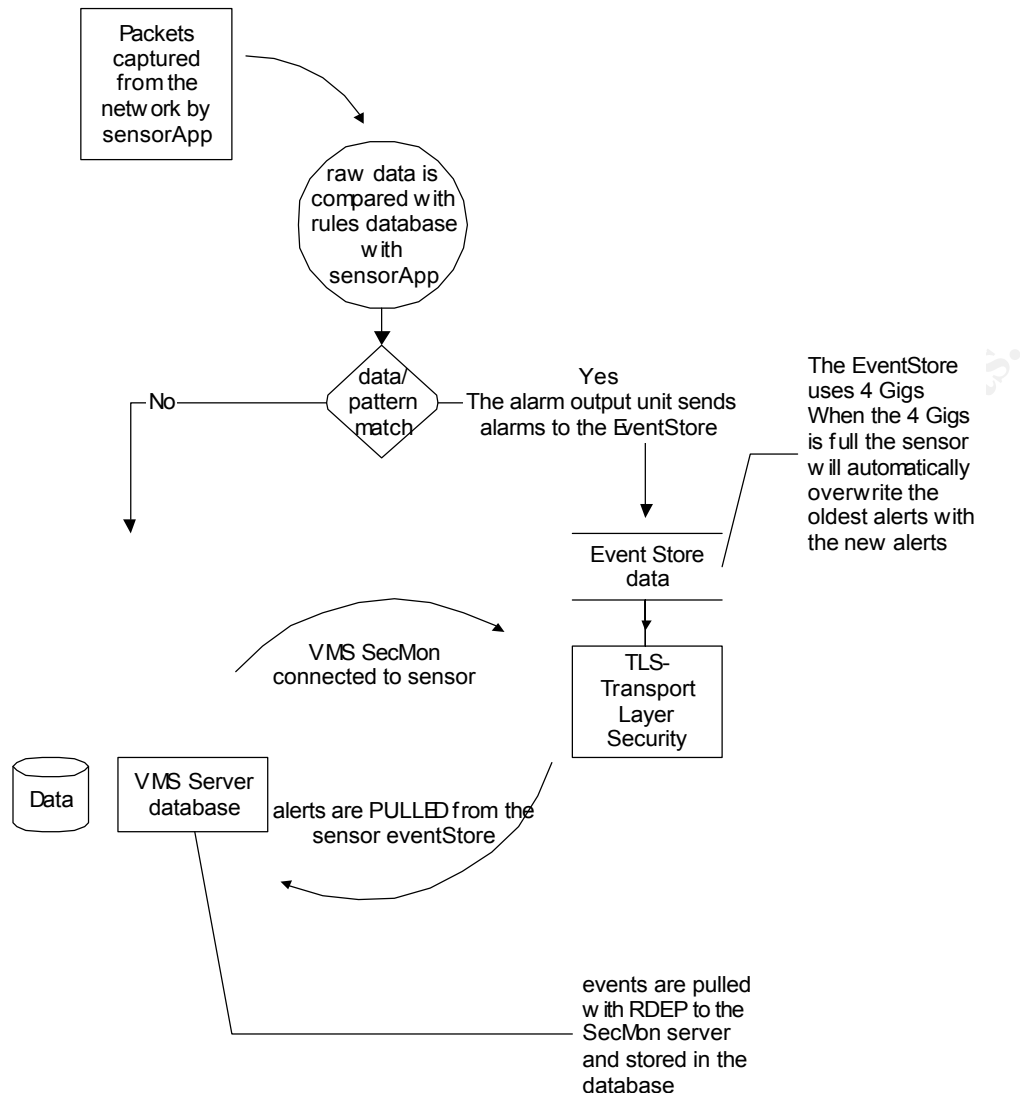 Packets
captured
from the
network by
sensorApp
raw data is
compared with
rules database
with
sensorApp
data/
pattern
match
No
Yes
The alarm output unit sends
alarms to the EventStore
The EventStore
uses 4 Gigs
When the 4 Gigs
is full the sensor
will automatically
overwrite the
oldest alerts with
the new alerts
Event Store
data
VMS SecMon
connected to sensor
TLS-
Transport
Layer
Security
Data
VMS Server
database
alerts are PULLED from the
sensor eventStore
events are pulled
with RDEP to the
SecMon server
and stored in the
database